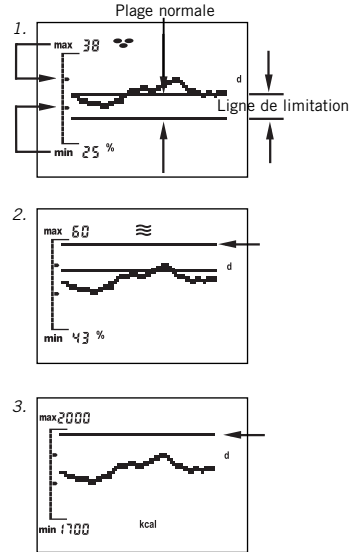 Plage normale
1.
max 38
d
Ligne de limitation
min 25 %
2.
max 60
d
min 43 %
3.
max 2000
d
min 1700
kcal